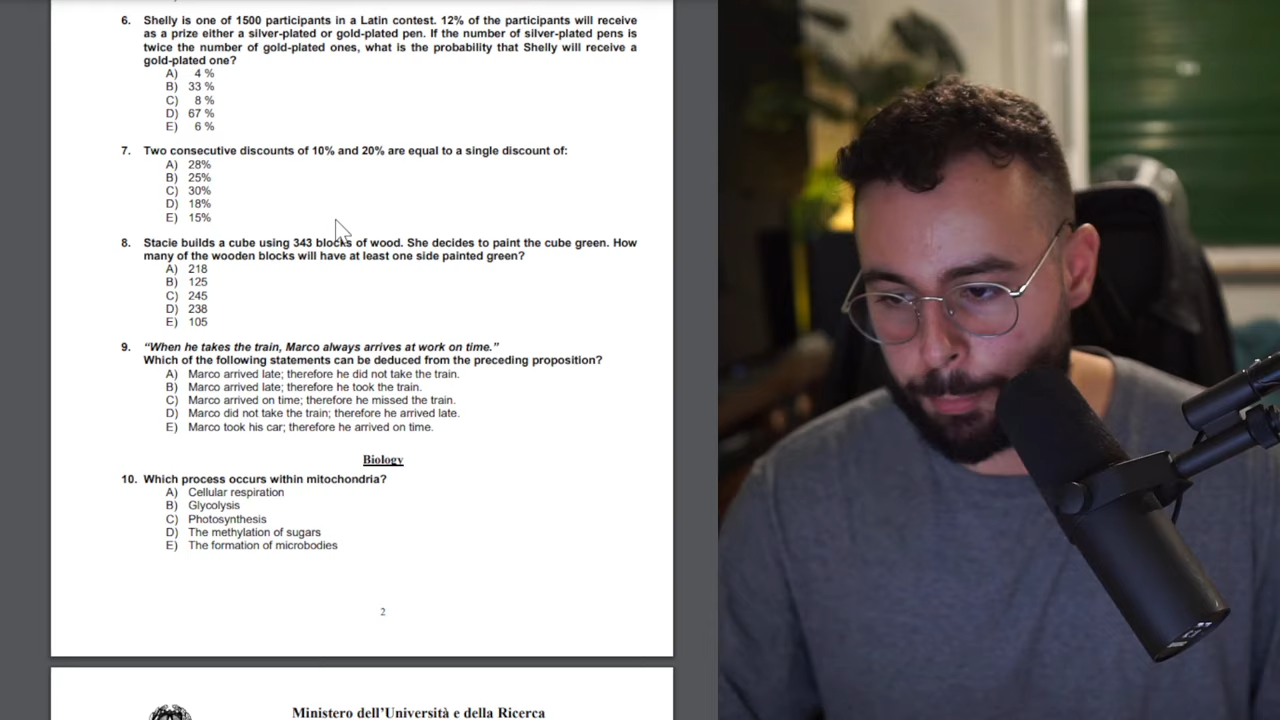 6. Shelly is one of 1500 participants in a Latin contest. 12% of the participants will receive
as a prize either a silver-plated or gold-plated pen. If the number of silver-plated pens is
twice the number of gold-plated ones, what is the probability that Shelly will receive a
gold-plated one?
A) 4 %
B) 33 %
C) 8 %
D) 67 %
E) 6 %
7. Two consecutive discounts of 10% and 20% are equal to a single discount of:
A) 28%
B) 25%
C) 30%
D) 18%
E) 15%
8. Stacie builds a cube using 343 blocks of wood. She decides to paint the cube green. How
many of the wooden blocks will have at least one side painted green?
A) 218
B) 125
C) 245
D) 238
E) 105
9. “When he takes the train, Marco always arrives at work on time.”
Which of the following statements can be deduced from the preceding proposition?
A) Marco arrived late; therefore he did not take the train.
B) Marco arrived late; therefore he took the train.
C) Marco arrived on time; therefore he missed the train.
D) Marco did not take the train; therefore he arrived late.
E) Marco took his car; therefore he arrived on time.
Biology
10. Which process occurs within mitochondria?
A) Cellular respiration
B) Glycolysis
C) Photosynthesis
D) The methylation of sugars
E) The formation of microbodies
2
Ministero dell’Università e della Ricerca